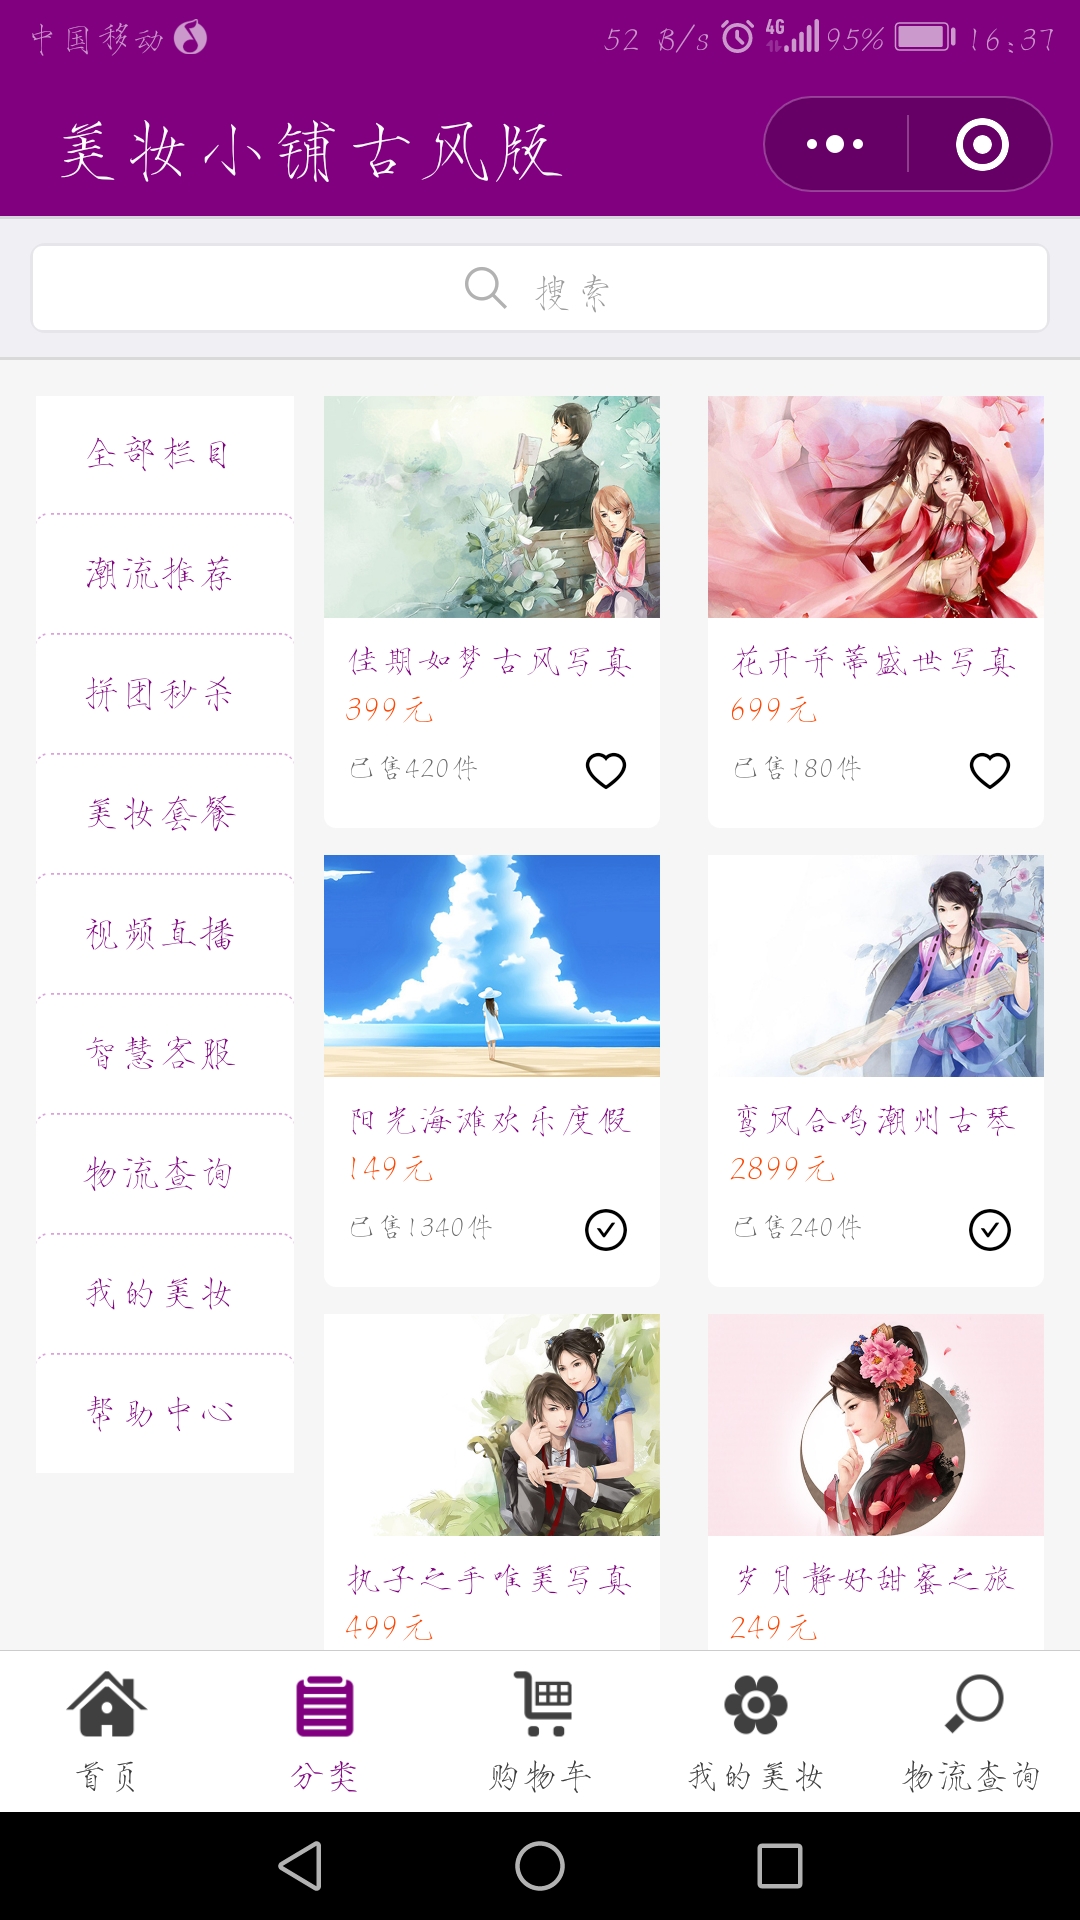 中国移动 52 B/s 4G 95% 16:37
美妆小铺古风版
搜索
全部栏目
潮流推荐
拼团秒杀
美妆套餐
视频直播
智慧客服
物流查询
我的美妆
帮助中心
佳期如梦古风写真
399元
已售420件
花开并蒂盛世写真
699元
已售180件
阳光海滩欢乐度假
149元
已售1340件
鸾凤合鸣潮州古琴
2899元
已售240件
执子之手唯美写真
499元
岁月静好甜蜜之旅
249元
首页
分类
购物车
我的美妆
物流查询